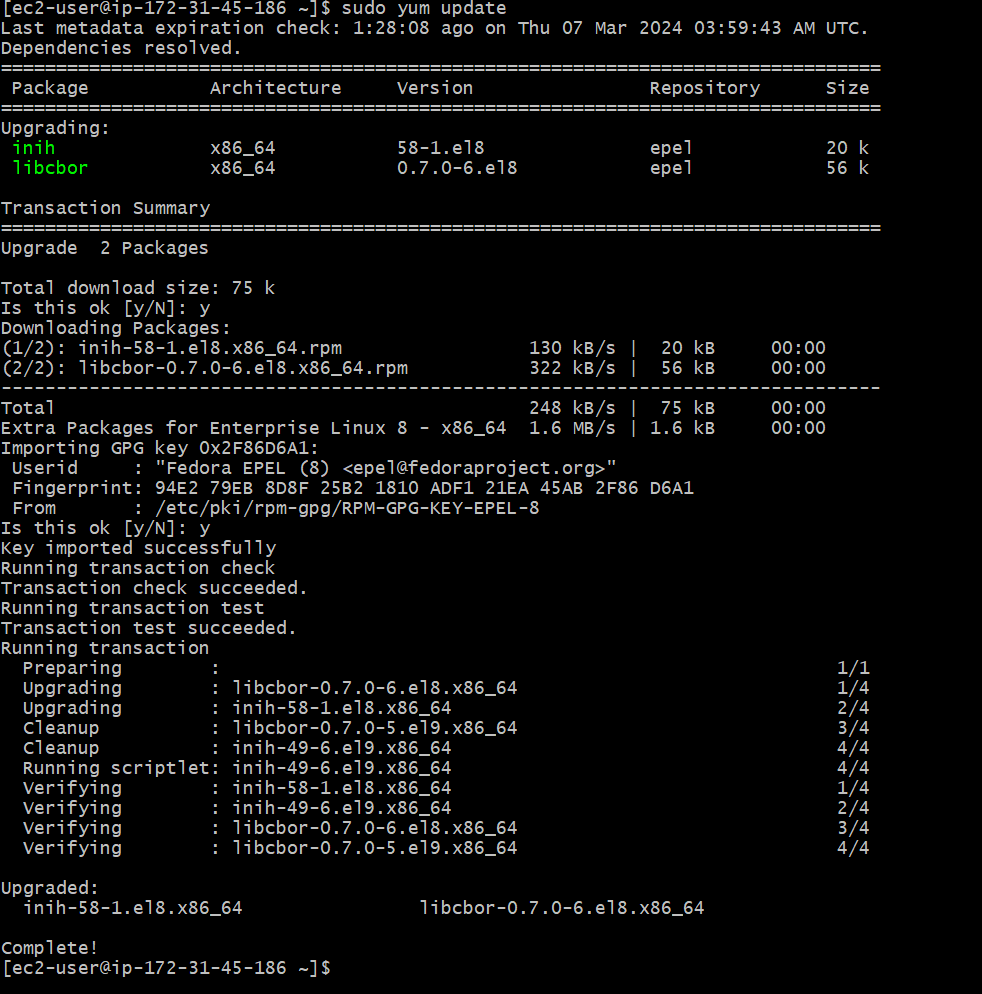 [ec2-user@ip-172-31-45-186 ~]$ sudo yum update
Last metadata expiration check: 1:28:08 ago on Thu 07 Mar 2024 03:59:43 AM UTC.
Dependencies resolved.
================================================================================
 Package           Architecture     Version                Repository      Size
================================================================================
Upgrading:
 inih              x86_64           58-1.el8               epel            20 k
 libcbor           x86_64           0.7.0-6.el8            epel            56 k

Transaction Summary
================================================================================
Upgrade  2 Packages

Total download size: 75 k
Is this ok [y/N]: y
Downloading Packages:
(1/2): inih-58-1.el8.x86_64.rpm                 130 kB/s |  20 kB     00:00
(2/2): libcbor-0.7.0-6.el8.x86_64.rpm           322 kB/s |  56 kB     00:00
--------------------------------------------------------------------------------
Total                                           248 kB/s |  75 kB     00:00
Extra Packages for Enterprise Linux 8 - x86_64  1.6 MB/s | 1.6 kB     00:00
Importing GPG key 0x2F86D6A1:
 Userid     : "Fedora EPEL (8) <epel@fedoraproject.org>"
 Fingerprint: 94E2 79EB 8D8F 25B2 1810 ADF1 21EA 45AB 2F86 D6A1
 From       : /etc/pki/rpm-gpg/RPM-GPG-KEY-EPEL-8
Is this ok [y/N]: y
Key imported successfully
Running transaction check
Transaction check succeeded.
Running transaction test
Transaction test succeeded.
Running transaction
  Preparing        :                                                        1/1
  Upgrading        : libcbor-0.7.0-6.el8.x86_64                             1/4
  Upgrading        : inih-58-1.el8.x86_64                                   2/4
  Cleanup          : libcbor-0.7.0-5.el9.x86_64                             3/4
  Cleanup          : inih-49-6.el9.x86_64                                   4/4
  Running scriptlet: inih-49-6.el9.x86_64                                   4/4
  Verifying        : inih-58-1.el8.x86_64                                   1/4
  Verifying        : inih-49-6.el9.x86_64                                   2/4
  Verifying        : libcbor-0.7.0-6.el8.x86_64                             3/4
  Verifying        : libcbor-0.7.0-5.el9.x86_64                             4/4

Upgraded:
  inih-58-1.el8.x86_64                libcbor-0.7.0-6.el8.x86_64

Complete!
[ec2-user@ip-172-31-45-186 ~]$